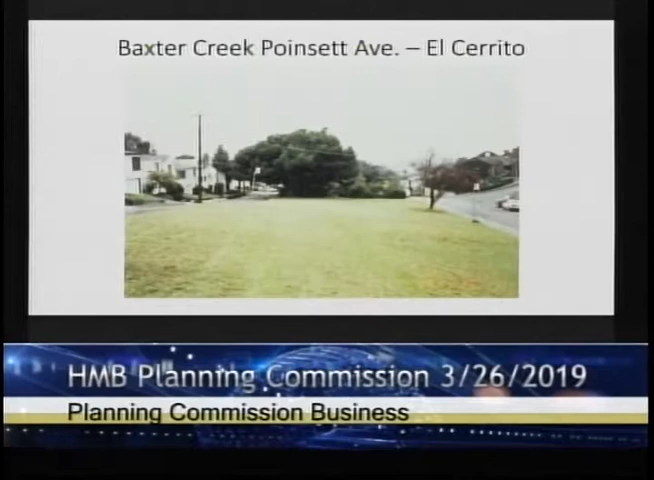 Baxter Creek Poinsett Ave. – El Cerrito
HMB Planning Commission 3/26/2019
Planning Commission Business